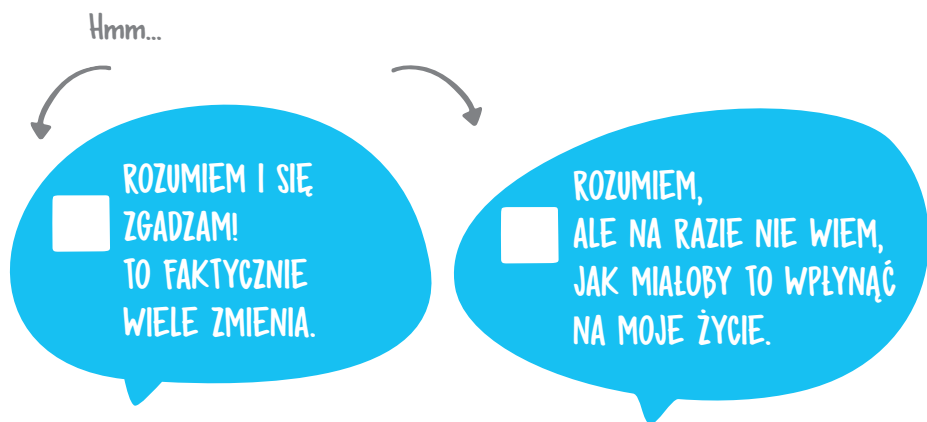 Hmm...
ROZUMIEM I SIĘ
ZGADZAM!
TO FAKTYCZNIE
WIELE ZMIENIA.
ROZUMIEM,
ALE NA RAZIE NIE WIEM,
JAK MIAŁOBY TO WPŁYNĄĆ
NA MOJE ŻYCIE.